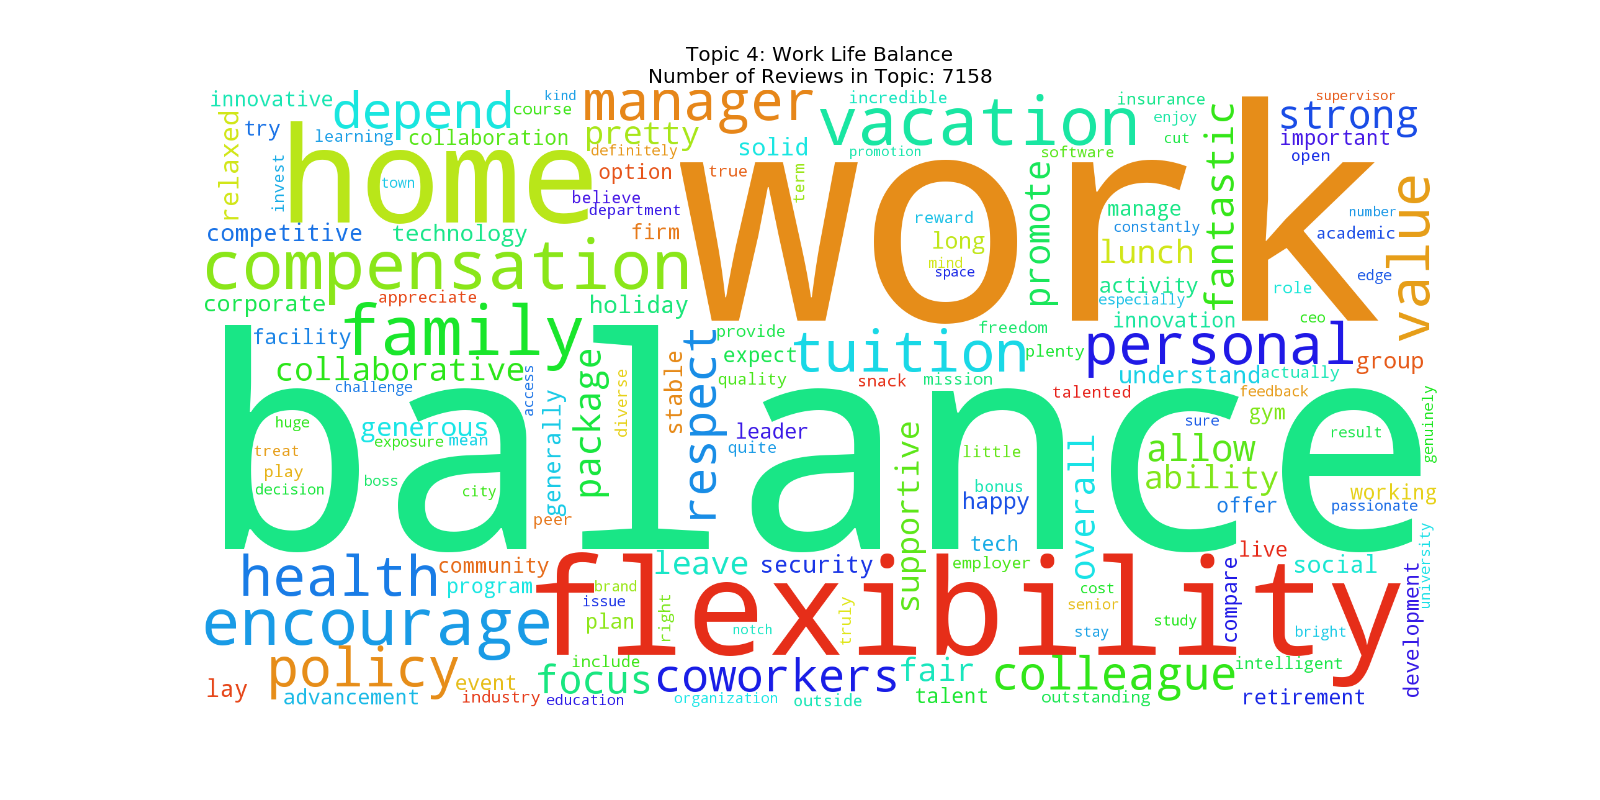 Topic 4: Work Life Balance
Number of Reviews in Topic: 7158
innovative
depend
kind
course
manager
incredible
vacation
insurance
enjoy
cut
supervisor
strong
relaxed
try
learning
collaboration
pretty
definitely
solid
promotion
software
important
open
home
invest
town
option
true
term
work
fantastic
believe
department
promote
manage
constantly
number
academic
value
competitive
technology
firm
reward
long
mind
space
lunch
edge
compensation
activity
especially
role
corporate
appreciate
holiday
innovation
ceo
family
facility
provide
freedom
tuition
personal
expect
plenty
group
collaborative
respect
stable
quality
snack
mission
understand
actually
challenge
access
package
diverse
talented
feedback
gym
genuinely
balance
huge
generous
exposure
mean
generally
leader
quite
sure
result
treat
play
decision
boss
city
supportive
little
overall
allow
ability
bonus
happy
offer
working
passionate
peer
tech
live
university
health
community
program
flexibility
leave
security
employer
social
compare
development
brand
issue
cost
senior
encourage
plan
right
notch
truly
stay
study
bright
policy
event
include
focus
coworkers
fair
colleague
intelligent
lay
advancement
industry
education
organization
outside
talent
outstanding
retirement